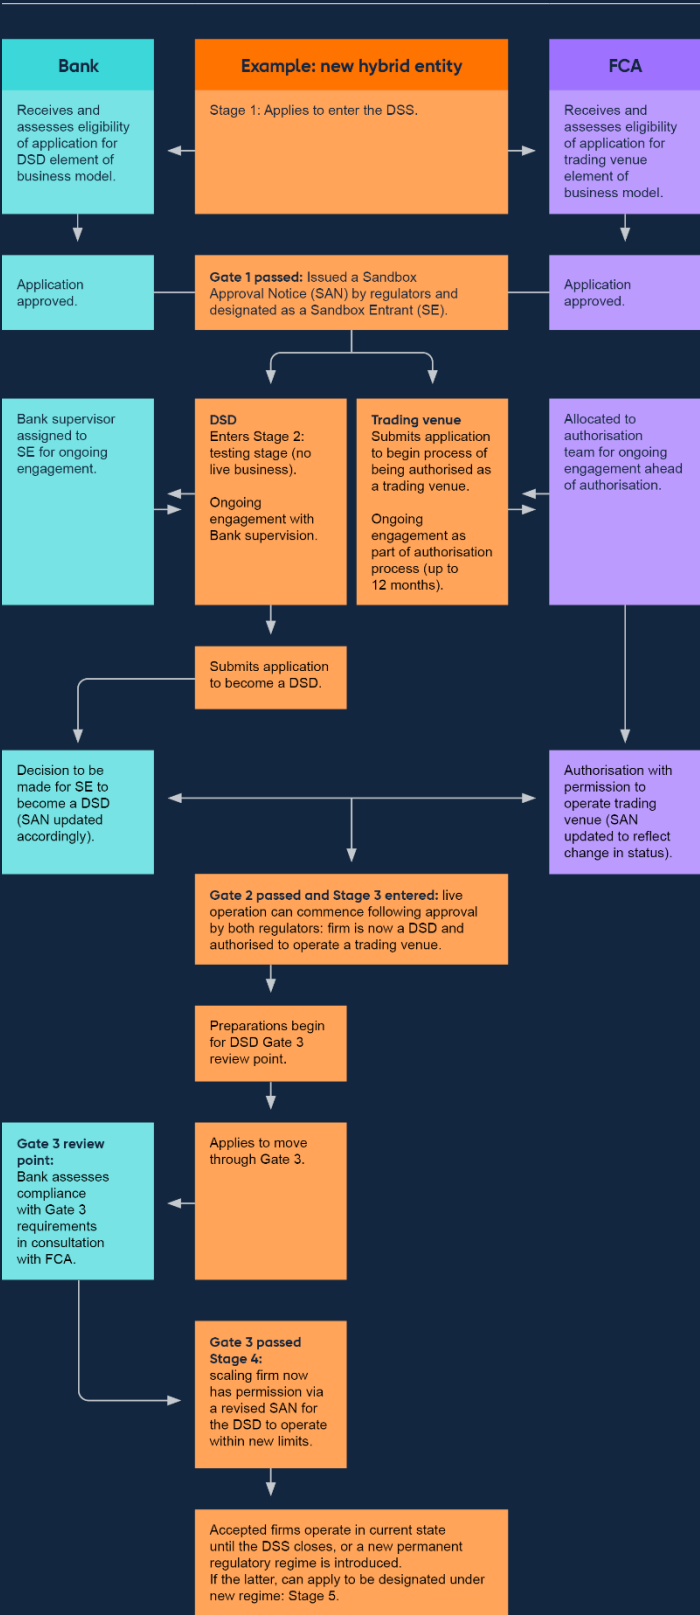 Bank
Example: new hybrid entity
FCA
Receives and
assesses eligibility
of application for
DSD element of
business model.
Stage 1: Applies to enter the DSS.
Receives and
assesses eligibility
of application for
trading venue
element of
business model.
Application
approved.
Gate 1 passed: Issued a Sandbox
Approval Notice (SAN) by regulators and
designated as a Sandbox Entrant (SE).
Application
approved.
Bank supervisor
assigned to
SE for ongoing
engagement.
DSD
Enters Stage 2:
testing stage (no
live business).
Ongoing
engagement with
Bank supervision.
Trading venue
Submits application
to begin process of
being authorised as
a trading venue.
Ongoing
engagement as
part of authorisation
process (up to
12 months).
Allocated to
authorisation
team for ongoing
engagement ahead
of authorisation.
Submits application
to become a DSD.
Decision to be
made for SE to
become a DSD
(SAN updated
accordingly).
Authorisation with
permission to
operate trading
venue (SAN
updated to reflect
change in status).
Gate 2 passed and Stage 3 entered: live
operation can commence following approval
by both regulators: firm is now a DSD and
authorised to operate a trading venue.
Preparations begin
for DSD Gate 3
review point.
Gate 3 review
point:
Bank assesses
compliance
with Gate 3
requirements
in consultation
with FCA.
Applies to move
through Gate 3.
Gate 3 passed
Stage 4:
scaling firm now
has permission via
a revised SAN for
the DSD to operate
within new limits.
Accepted firms operate in current state
until the DSS closes, or a new permanent
regulatory regime is introduced.
If the latter, can apply to be designated under
new regime: Stage 5.